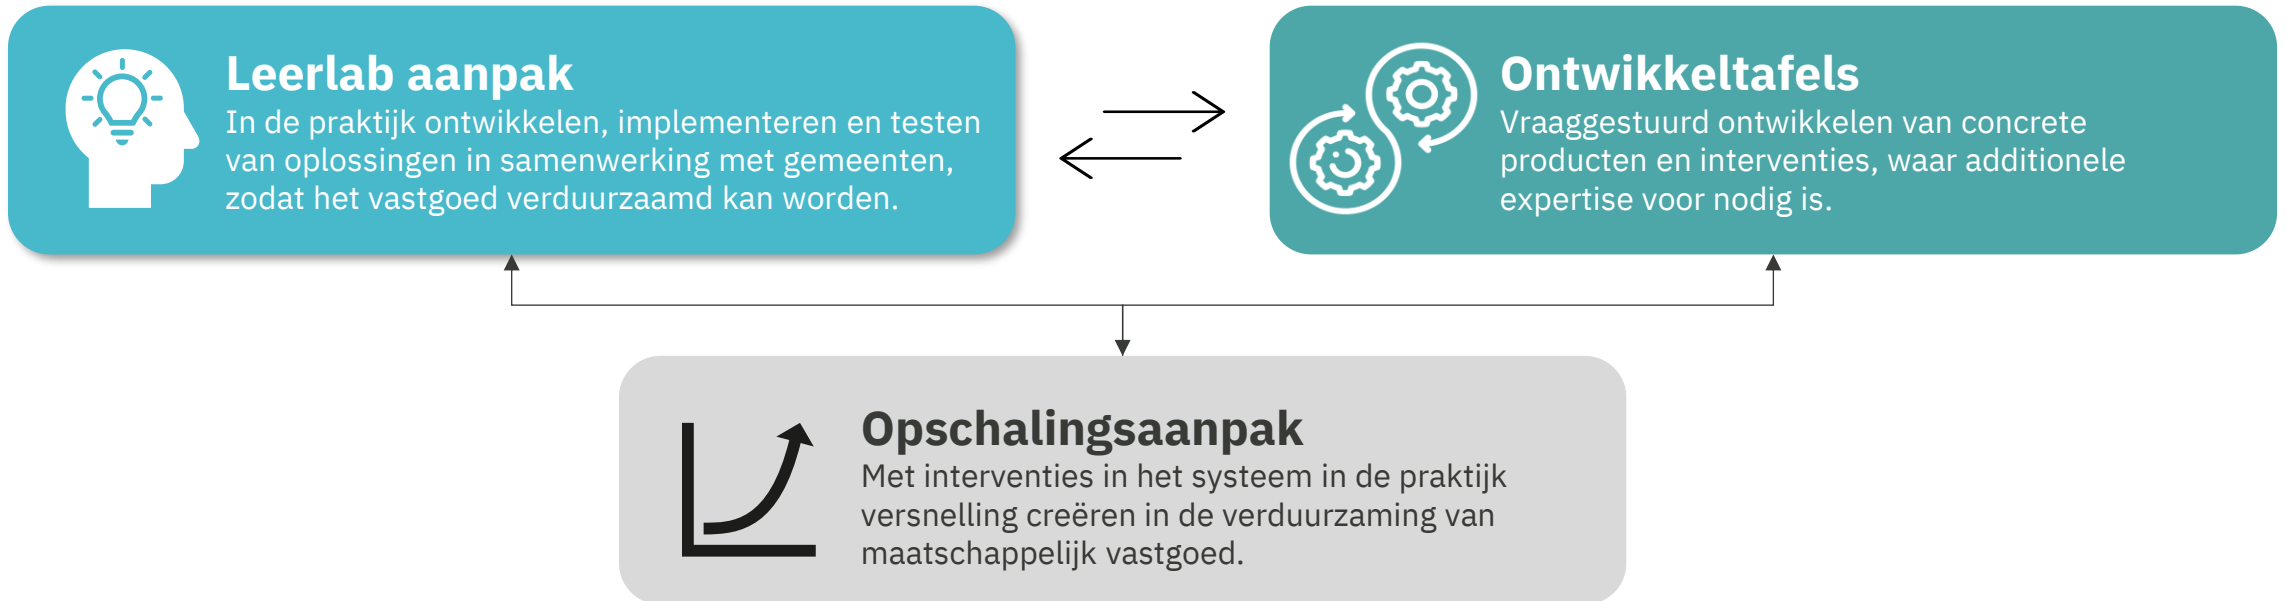 Leerlab aanpak
In de praktijk ontwikkelen, implementeren en testen
van oplossingen in samenwerking met gemeenten,
zodat het vastgoed verduurzaamd kan worden.
Ontwikkeltafels
Vraaggestuurd ontwikkelen van concrete
producten en interventies, waar additionele
expertise voor nodig is.
Opschalingsaanpak
Met interventies in het systeem in de praktijk
versnelling creëren in de verduurzaming van
maatschappelijk vastgoed.